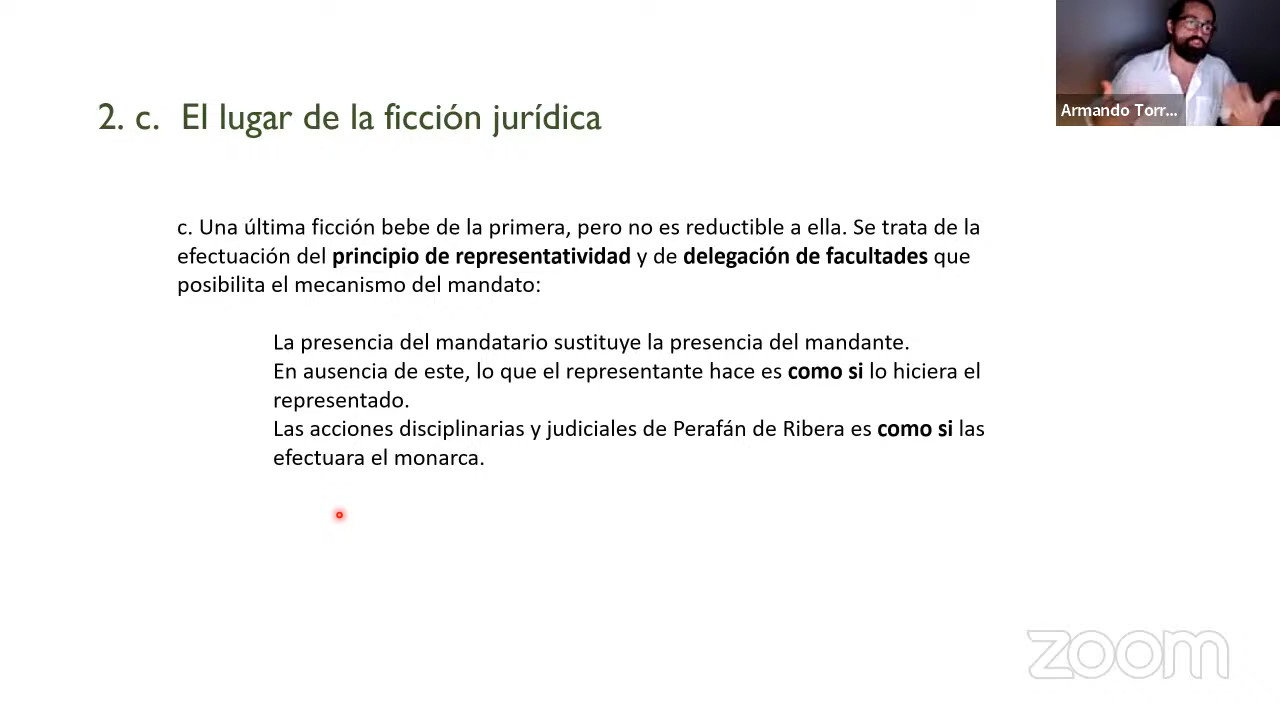 2. c. El lugar de la ficción jurídica
Armando Torr...
c. Una última ficción bebe de la primera, pero no es reductible a ella. Se trata de la
efectuación del principio de representatividad y de delegación de facultades que
posibilita el mecanismo del mandato:
La presencia del mandatario sustituye la presencia del mandante.
En ausencia de este, lo que el representante hace es como si lo hiciera el
representado.
Las acciones disciplinarias y judiciales de Perafán de Ribera es como si las
efectuara el monarca.
zoom